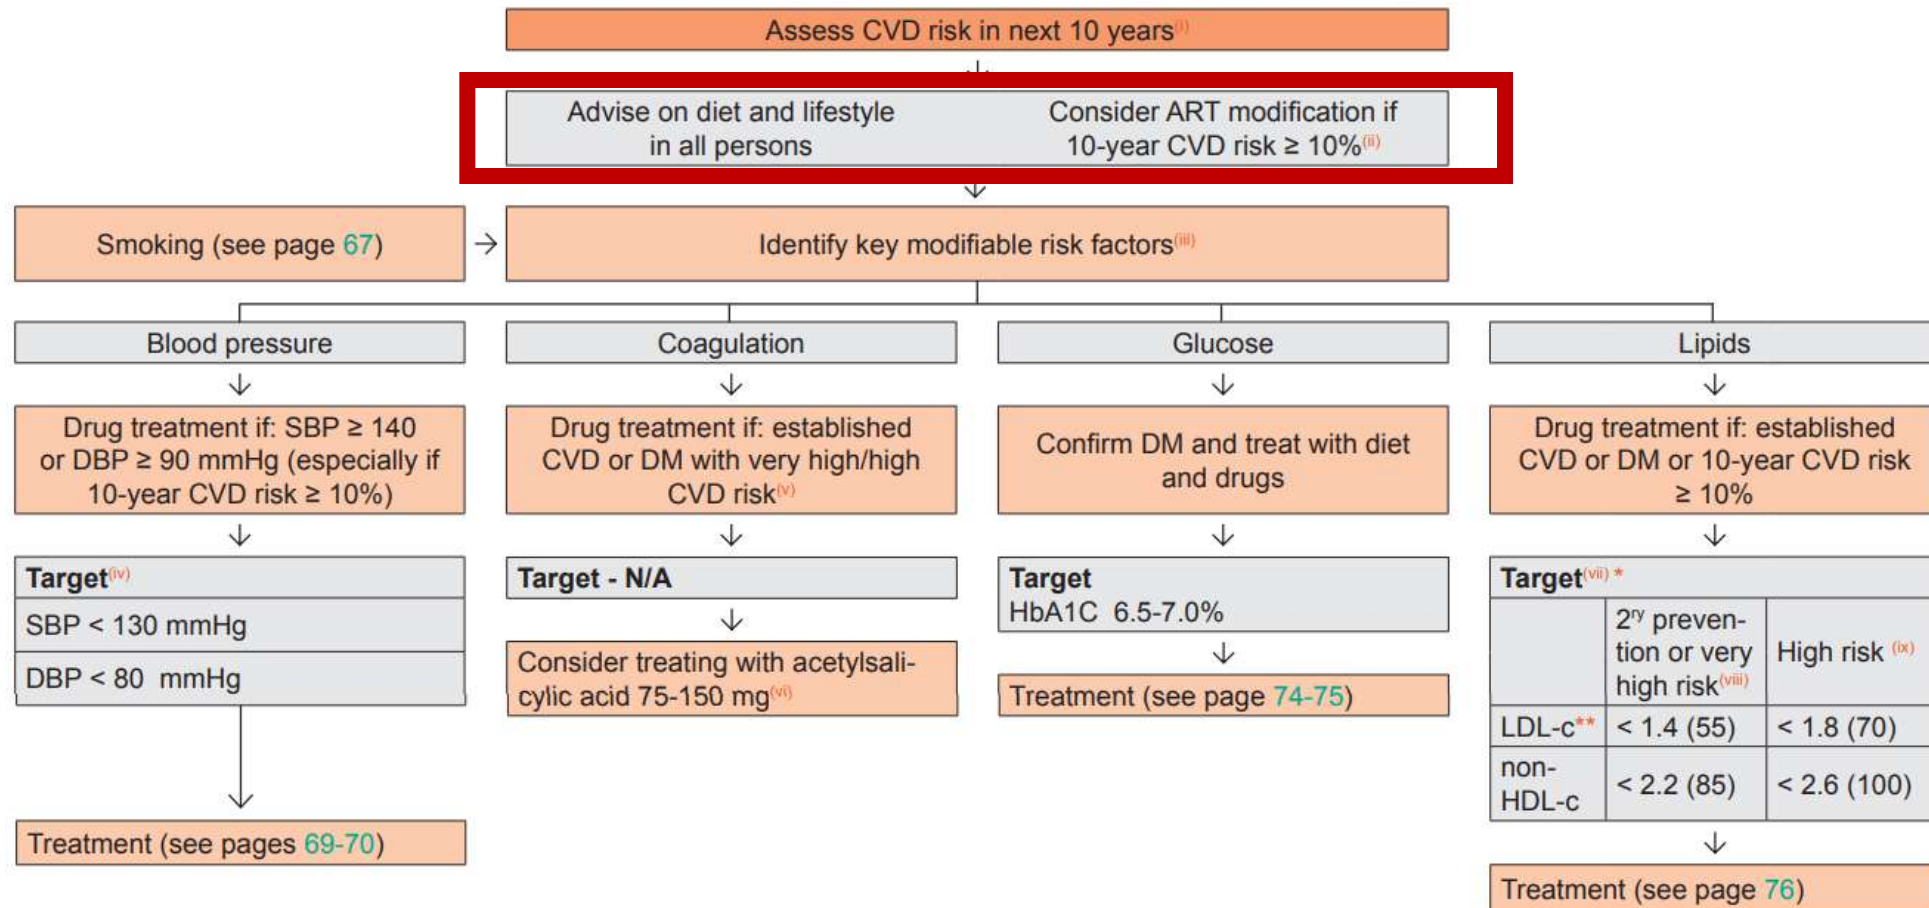 Assess CVD risk in next 10 years(i)
Advise on diet and lifestyle
in all persons
Consider ART modification if
10-year CVD risk ≥ 10%(ii)
Smoking (see page 67)
Identify key modifiable risk factors(iii)
Blood pressure
Drug treatment if: SBP ≥ 140
or DBP ≥ 90 mmHg (especially if
10-year CVD risk ≥ 10%)
Target(iv)
SBP < 130 mmHg
DBP < 80 mmHg
Treatment (see pages 69-70)
Coagulation
Drug treatment if: established
CVD or DM with very high/high
CVD risk(v)
Target - N/A
Consider treating with acetylsali-
cylic acid 75-150 mg(vi)
Glucose
Confirm DM and treat with diet
and drugs
Target
HbA1C 6.5-7.0%
Treatment (see page 74-75)
Lipids
Drug treatment if: established
CVD or DM or 10-year CVD risk
≥ 10%
Target(vii) *
2ry preven-
tion or very
high risk(viii)
High risk (ix)
LDL-c** < 1.4 (55) < 1.8 (70)
non-
HDL-c < 2.2 (85) < 2.6 (100)
Treatment (see page 76)